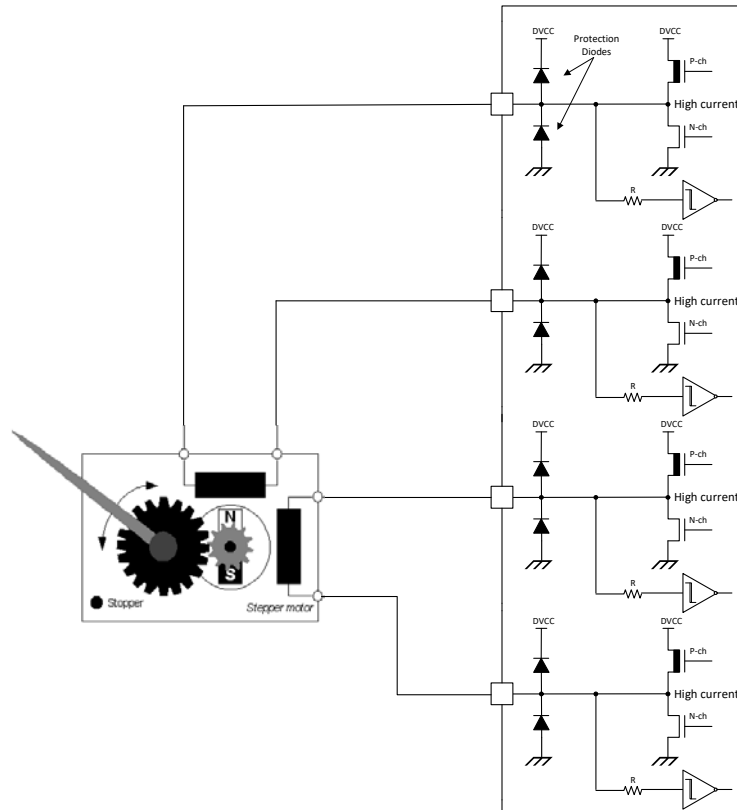 DVCC
Protection
Diodes
DVCC
P-ch
High current
N-ch
R
DVCC
DVCC
P-ch
High current
N-ch
R
DVCC
DVCC
P-ch
High current
N-ch
R
DVCC
DVCC
P-ch
High current
N-ch
R
N
S
Stopper
Stepper motor